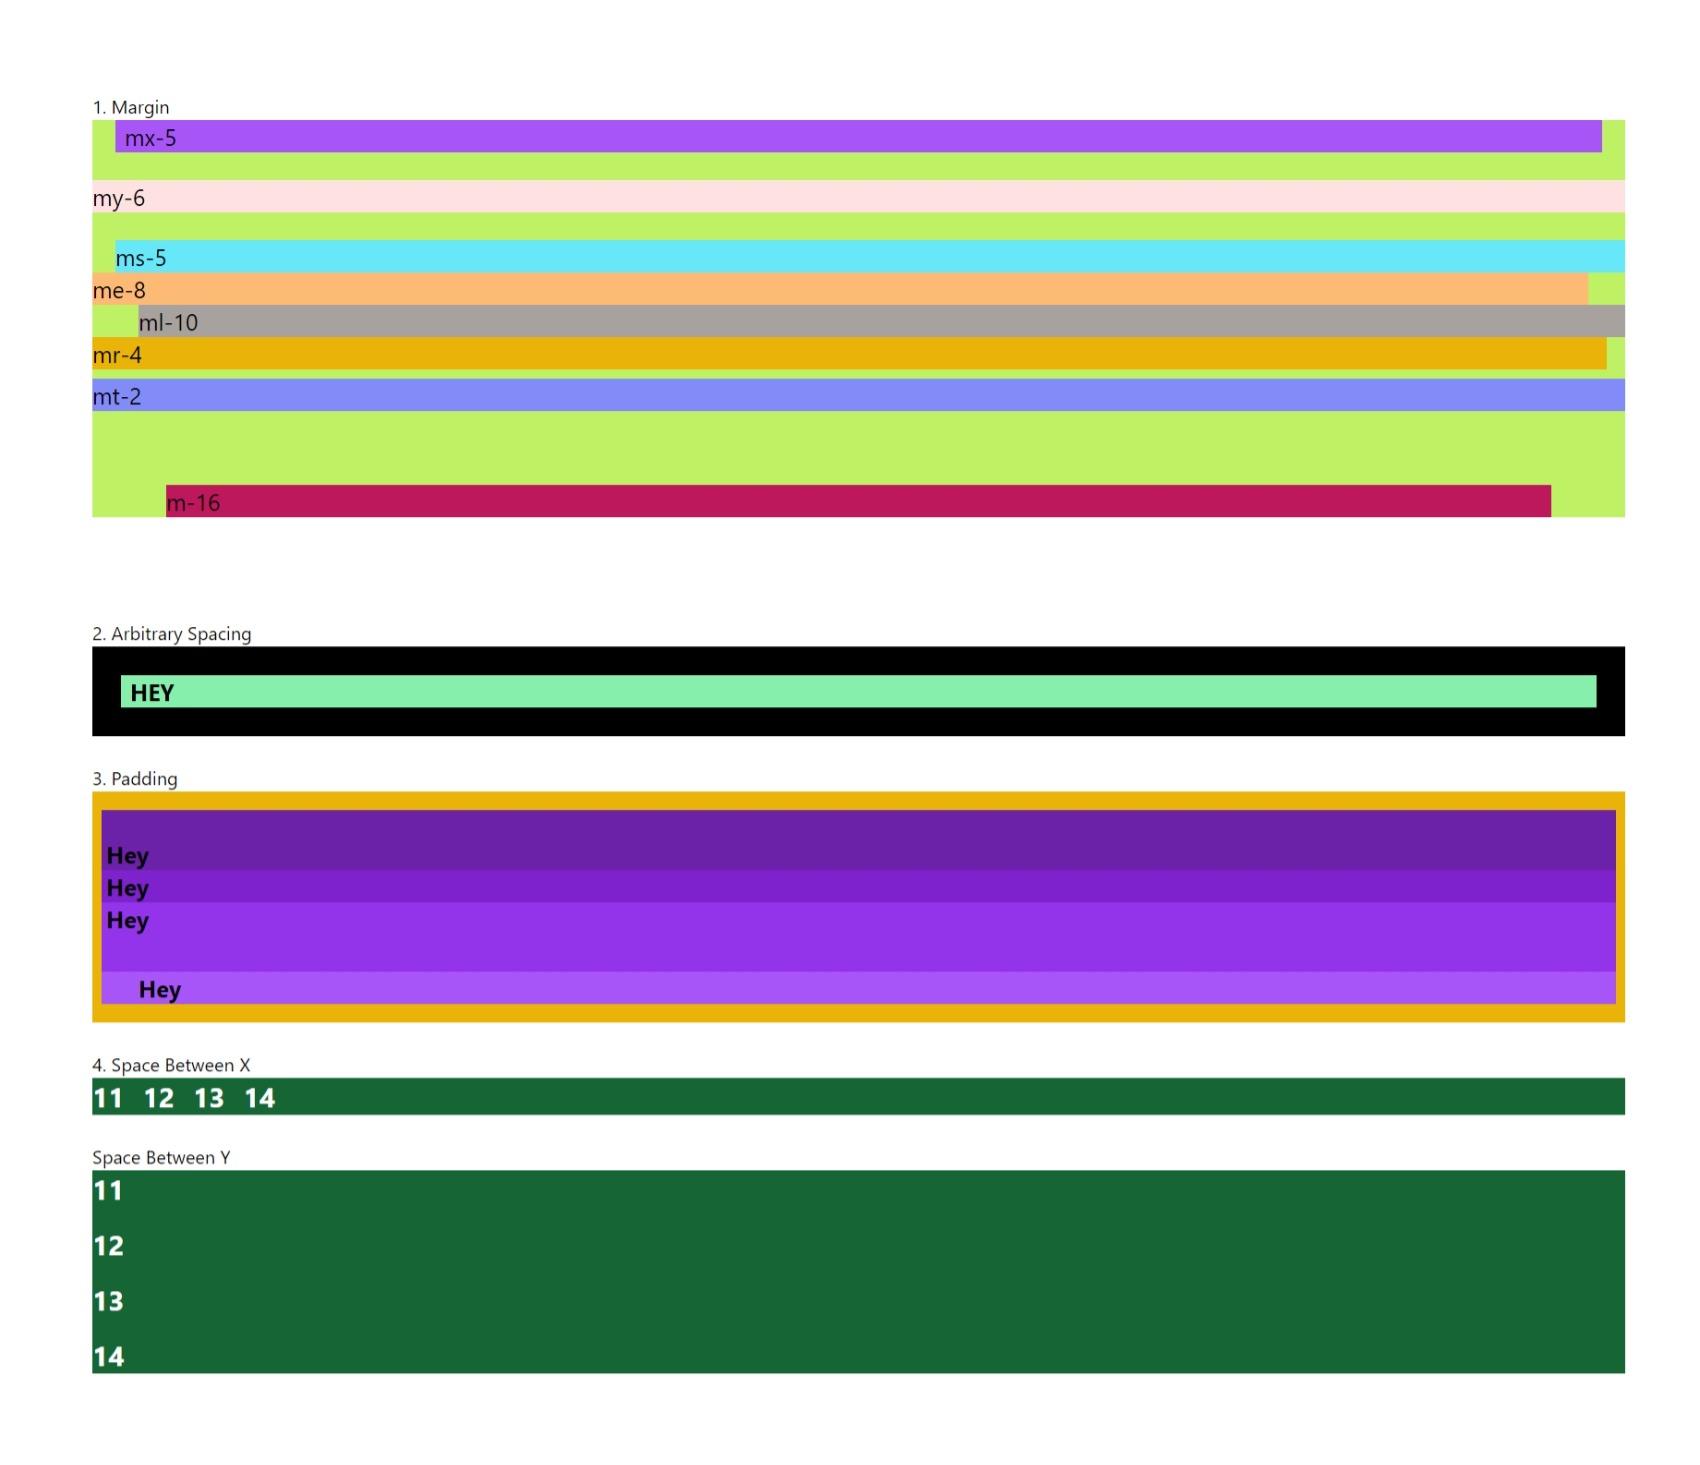 1. Margin
mx-5
my-6
ms-5
me-8
ml-10
mr-4
mt-2
m-16
2. Arbitrary Spacing
HEY
3. Padding
Hey
Hey
Hey
Hey
4. Space Between X
11 12 13 14
Space Between Y
11
12
13
14